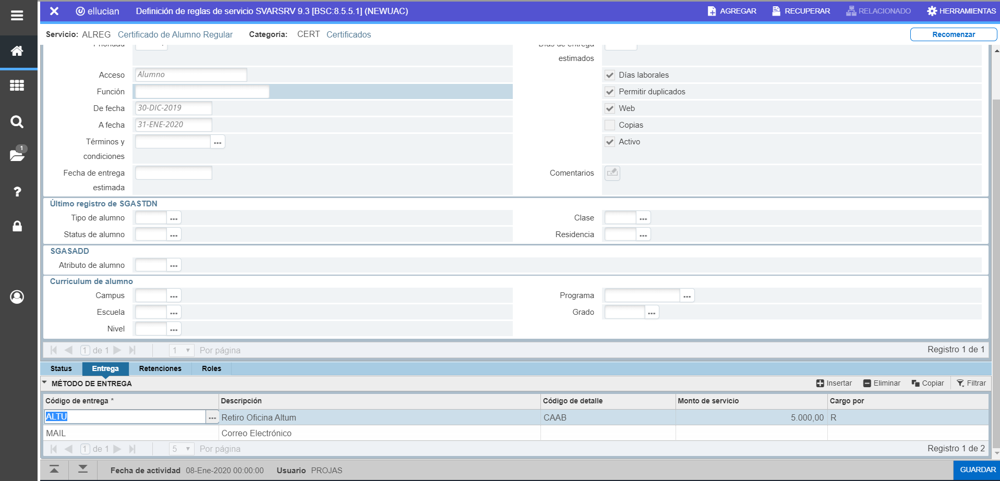 ellucian Definición de reglas de servicio SVARSRV 9.3 [BSC:8.5.5.1] (NEWUAC) AGREGAR RECUPERAR RELACIONADO HERRAMIENTAS
Servicio: ALREG Certificado de Alumno Regular Categoría: CERT Certificados Recomenzar
Prioridad Días de entrega
estimados
Acceso Alumno Días laborales
Función Permitir duplicados
De fecha 30-DIC-2019 Web
A fecha 31-ENE-2020 Copias
Términos y ... Activo
condiciones
Fecha de entrega Comentarios
estimada
Último registro de SGASTDN
Tipo de alumno ... Clase ...
Status de alumno ... Residencia ...
SGASADD
Atributo de alumno ...
Currículum de alumno
Campus ... Programa ...
Escuela ... Grado ...
Nivel ...
1 de 1 1 Por página Registro 1 de 1
Status Entrega Retenciones Roles
MÉTODO DE ENTREGA Insertar Eliminar Copiar Filtrar
Código de entrega * Descripción Código de detalle Monto de servicio Cargo por
ALTU ... Retiro Oficina Altum CAAB 5.000,00 R
MAIL Correo Electrónico
1 de 1 5 Por página Registro 1 de 2
Fecha de actividad 08-Ene-2020 00:00:00 Usuario PROJAS GUARDAR
1
?